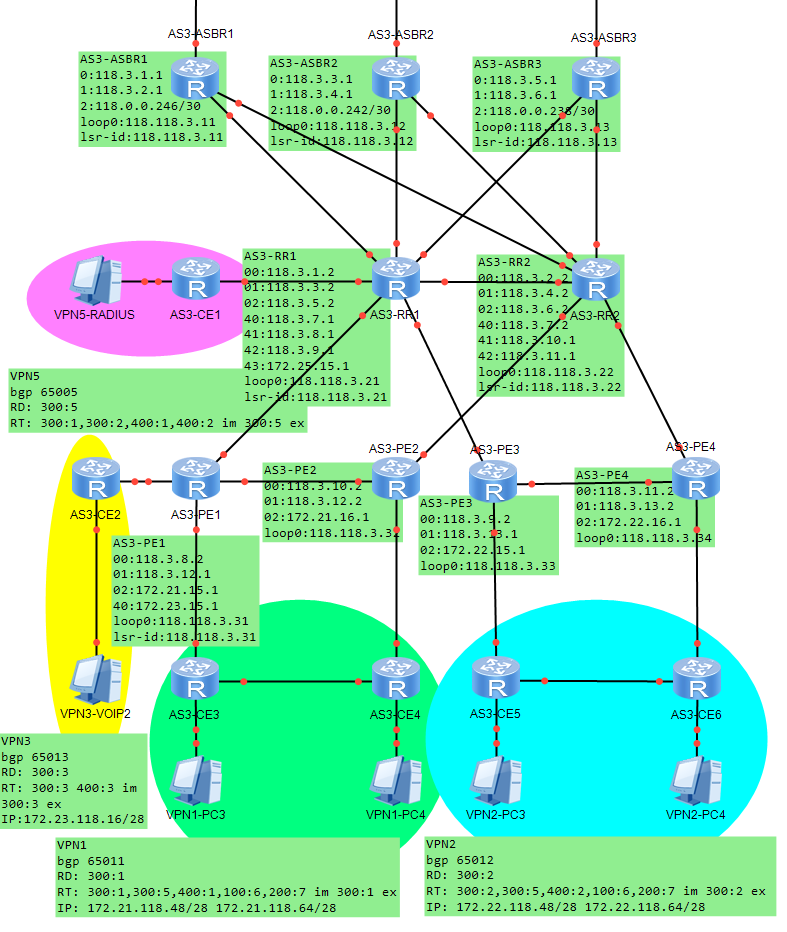 AS3-ASBR1
AS3-ASBR2
AS3-ASBR3
AS3-ASBR1
0:118.3.1.1
1:118.3.2.1
2:118.0.0.246/30
loop0:118.118.3.11
lsr-id:118.118.3.11
AS3-ASBR2
0:118.3.3.1
1:118.3.4.1
2:118.0.0.242/30
loop0:118.118.3.12
lsr-id:118.118.3.12
AS3-ASBR3
0:118.3.5.1
1:118.3.6.1
2:118.0.0.238/30
loop0:118.118.3.13
lsr-id:118.118.3.13
R
R
R
VPN5-RADIUS
R
AS3-CE1
AS3-RR1
00:118.3.1.2
01:118.3.3.2
02:118.3.5.2
40:118.3.7.1
41:118.3.8.1
42:118.3.9.1
43:172.25.15.1
loop0:118.118.3.21
lsr-id:118.118.3.21
R
AS3-RR1
AS3-RR2
00:118.3.2.2
01:118.3.4.2
02:118.3.6.2
40:118.3.7.2
41:118.3.10.1
42:118.3.11.1
loop0:118.118.3.22
lsr-id:118.118.3.22
R
AS3-RR2
VPN5
bgp 65005
RD: 300:5
RT: 300:1,300:2,400:1,400:2 im 300:5 ex
R
AS3-CE2
R
AS3-PE1
AS3-PE2
00:118.3.10.2
01:118.3.12.2
02:172.21.16.1
loop0:118.118.3.32
AS3-PE2
R
AS3-PE3
R
AS3-PE3
00:118.3.9.2
01:118.3.13.1
02:172.22.15.1
loop0:118.118.3.33
AS3-PE4
00:118.3.11.2
01:118.3.13.2
02:172.22.16.1
loop0:118.118.3.34
AS3-PE4
R
AS3-PE1
00:118.3.8.2
01:118.3.12.1
02:172.21.15.1
40:172.23.15.1
loop0:118.118.3.31
lsr-id:118.118.3.31
VPN3-VOIP2
R
AS3-CE3
R
AS3-CE4
R
AS3-CE5
R
AS3-CE6
VPN3
bgp 65013
RD: 300:3
RT: 300:3 400:3 im
300:3 ex
IP:172.23.118.16/28
VPN1-PC3
VPN1-PC4
VPN2-PC3
VPN2-PC4
VPN1
bgp 65011
RD: 300:1
RT: 300:1,300:5,400:1,100:6,200:7 im 300:1 ex
IP: 172.21.118.48/28 172.21.118.64/28
VPN2
bgp 65012
RD: 300:2
RT: 300:2,300:5,400:2,100:6,200:7 im 300:2 ex
IP: 172.22.118.48/28 172.22.118.64/28